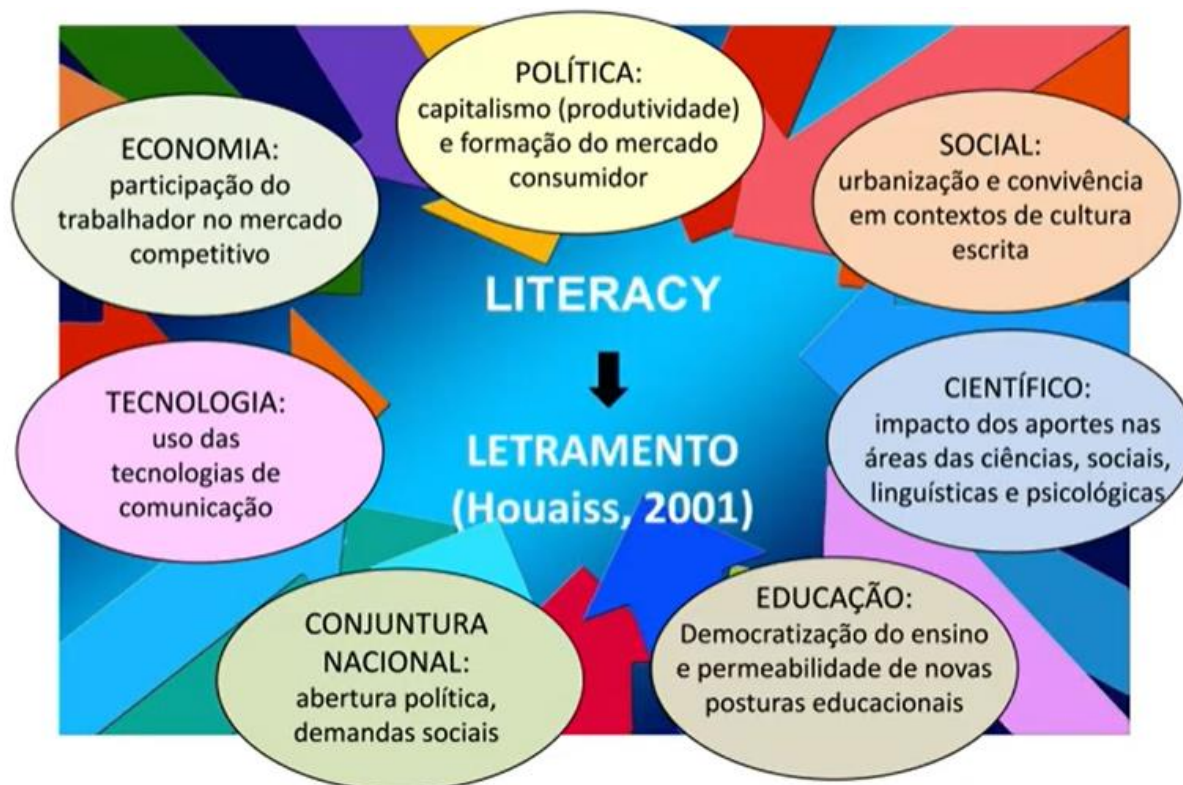 POLÍTICA:
capitalismo (produtividade)
e formação do mercado
consumidor
ECONOMIA:
participação do
trabalhador no mercado
competitivo
SOCIAL:
urbanização e convivência
em contextos de cultura
escrita
LITERACY
LETRAMENTO
(Houaiss, 2001)
TECNOLOGIA:
uso das
tecnologias de
comunicação
CIENTÍFICO:
impacto dos aportes nas
áreas das ciências, sociais,
linguísticas e psicológicas
CONJUNTURA
NACIONAL:
abertura política,
demandas sociais
EDUCAÇÃO:
Democratização do ensino
e permeabilidade de novas
posturas educacionais